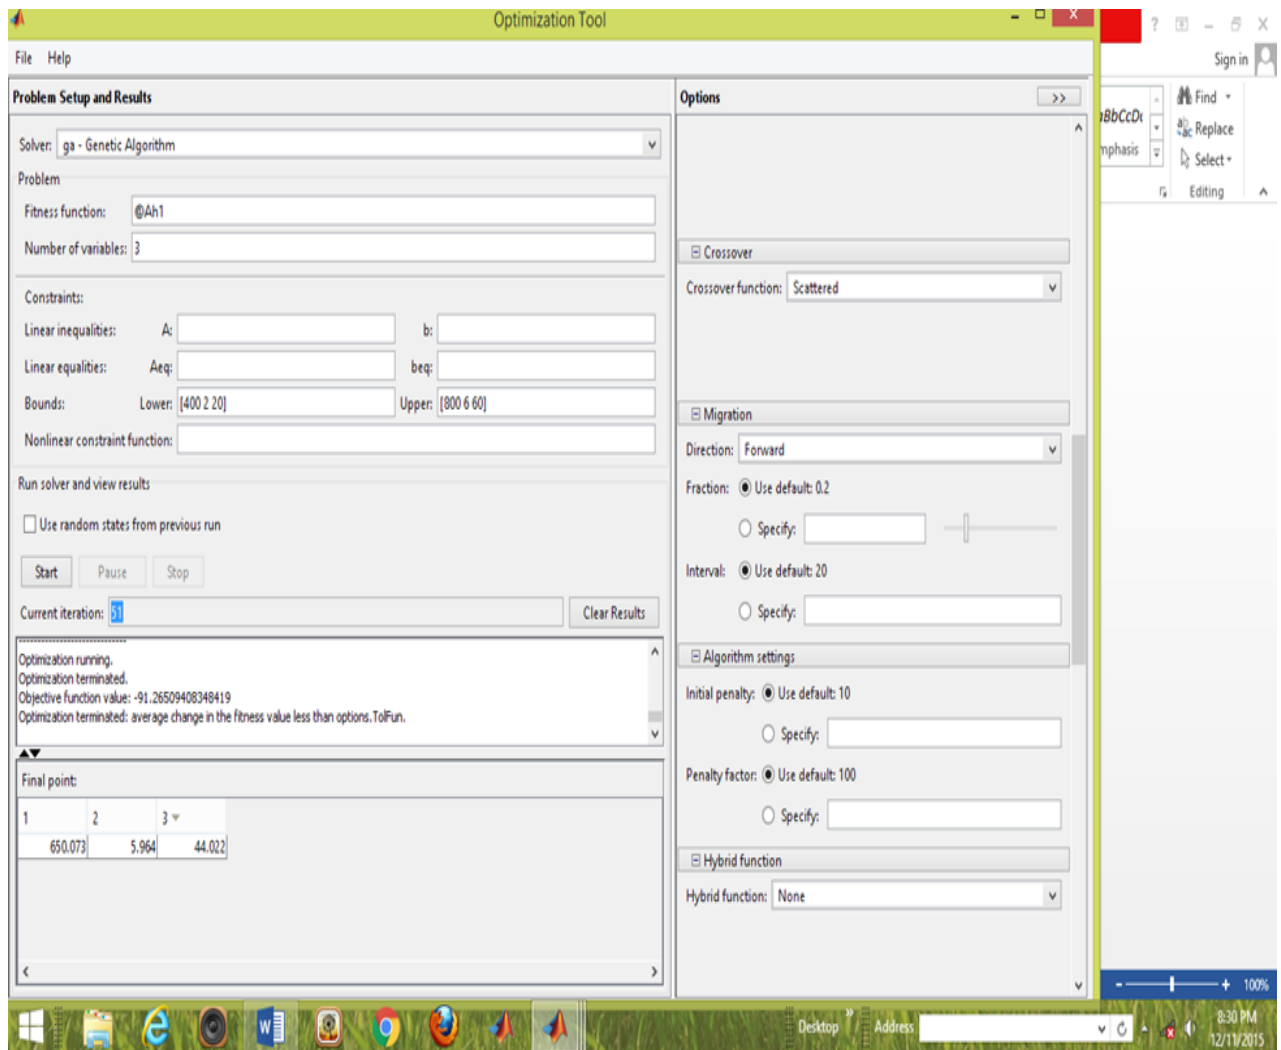 Optimization Tool
File Help
Problem Setup and Results
Solver: ga - Genetic Algorithm
Problem
Fitness function: @Ah1
Number of variables: 3
Constraints:
Linear inequalities: A: b:
Linear equalities: Aeq: beq:
Bounds: Lower: [400 2 20] Upper: [800 6 60]
Nonlinear constraint function:
Run solver and view results
Use random states from previous run
Start Pause Stop
Current iteration: 51 Clear Results
Optimization running.
Optimization terminated.
Objective function value: -91.26509408348419
Optimization terminated: average change in the fitness value less than options.TolFun.
Final point:
1 2 3
650.073 5.964 44.022
Options >>
Crossover
Crossover function: Scattered
Migration
Direction: Forward
Fraction: Use default: 0.2
Specify:
Interval: Use default: 20
Specify:
Algorithm settings
Initial penalty: Use default: 10
Specify:
Penalty factor: Use default: 100
Specify:
Hybrid function
Hybrid function: None
Sign in
Find
Replace
Select
Editing
100%
Desktop Address
8:30 PM
12/11/2015